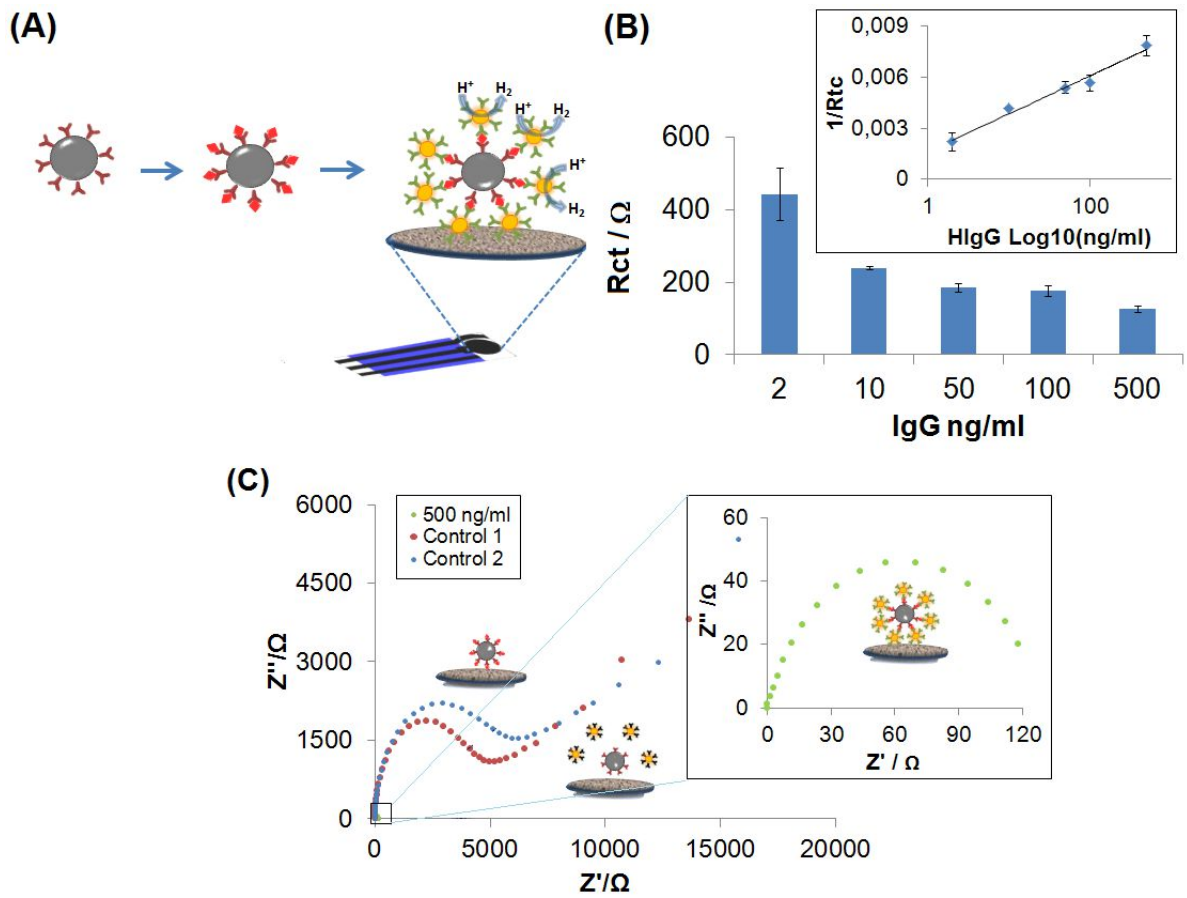 (A)
H⁺
H₂
H⁺
H₂
H⁺
H₂
(B)
Rct / Ω
600
400
200
0
2 10 50 100 500
IgG ng/ml
1/Rtc
0,009
0,006
0,003
0
1 100
HIgG Log10(ng/ml)
(C)
Z''/Ω
6000
4500
3000
1500
0
0 5000 10000 15000 20000
Z'/Ω
500 ng/ml
Control 1
Control 2
Z'' /Ω
60
40
20
0
0 30 60 90 120
Z' / Ω